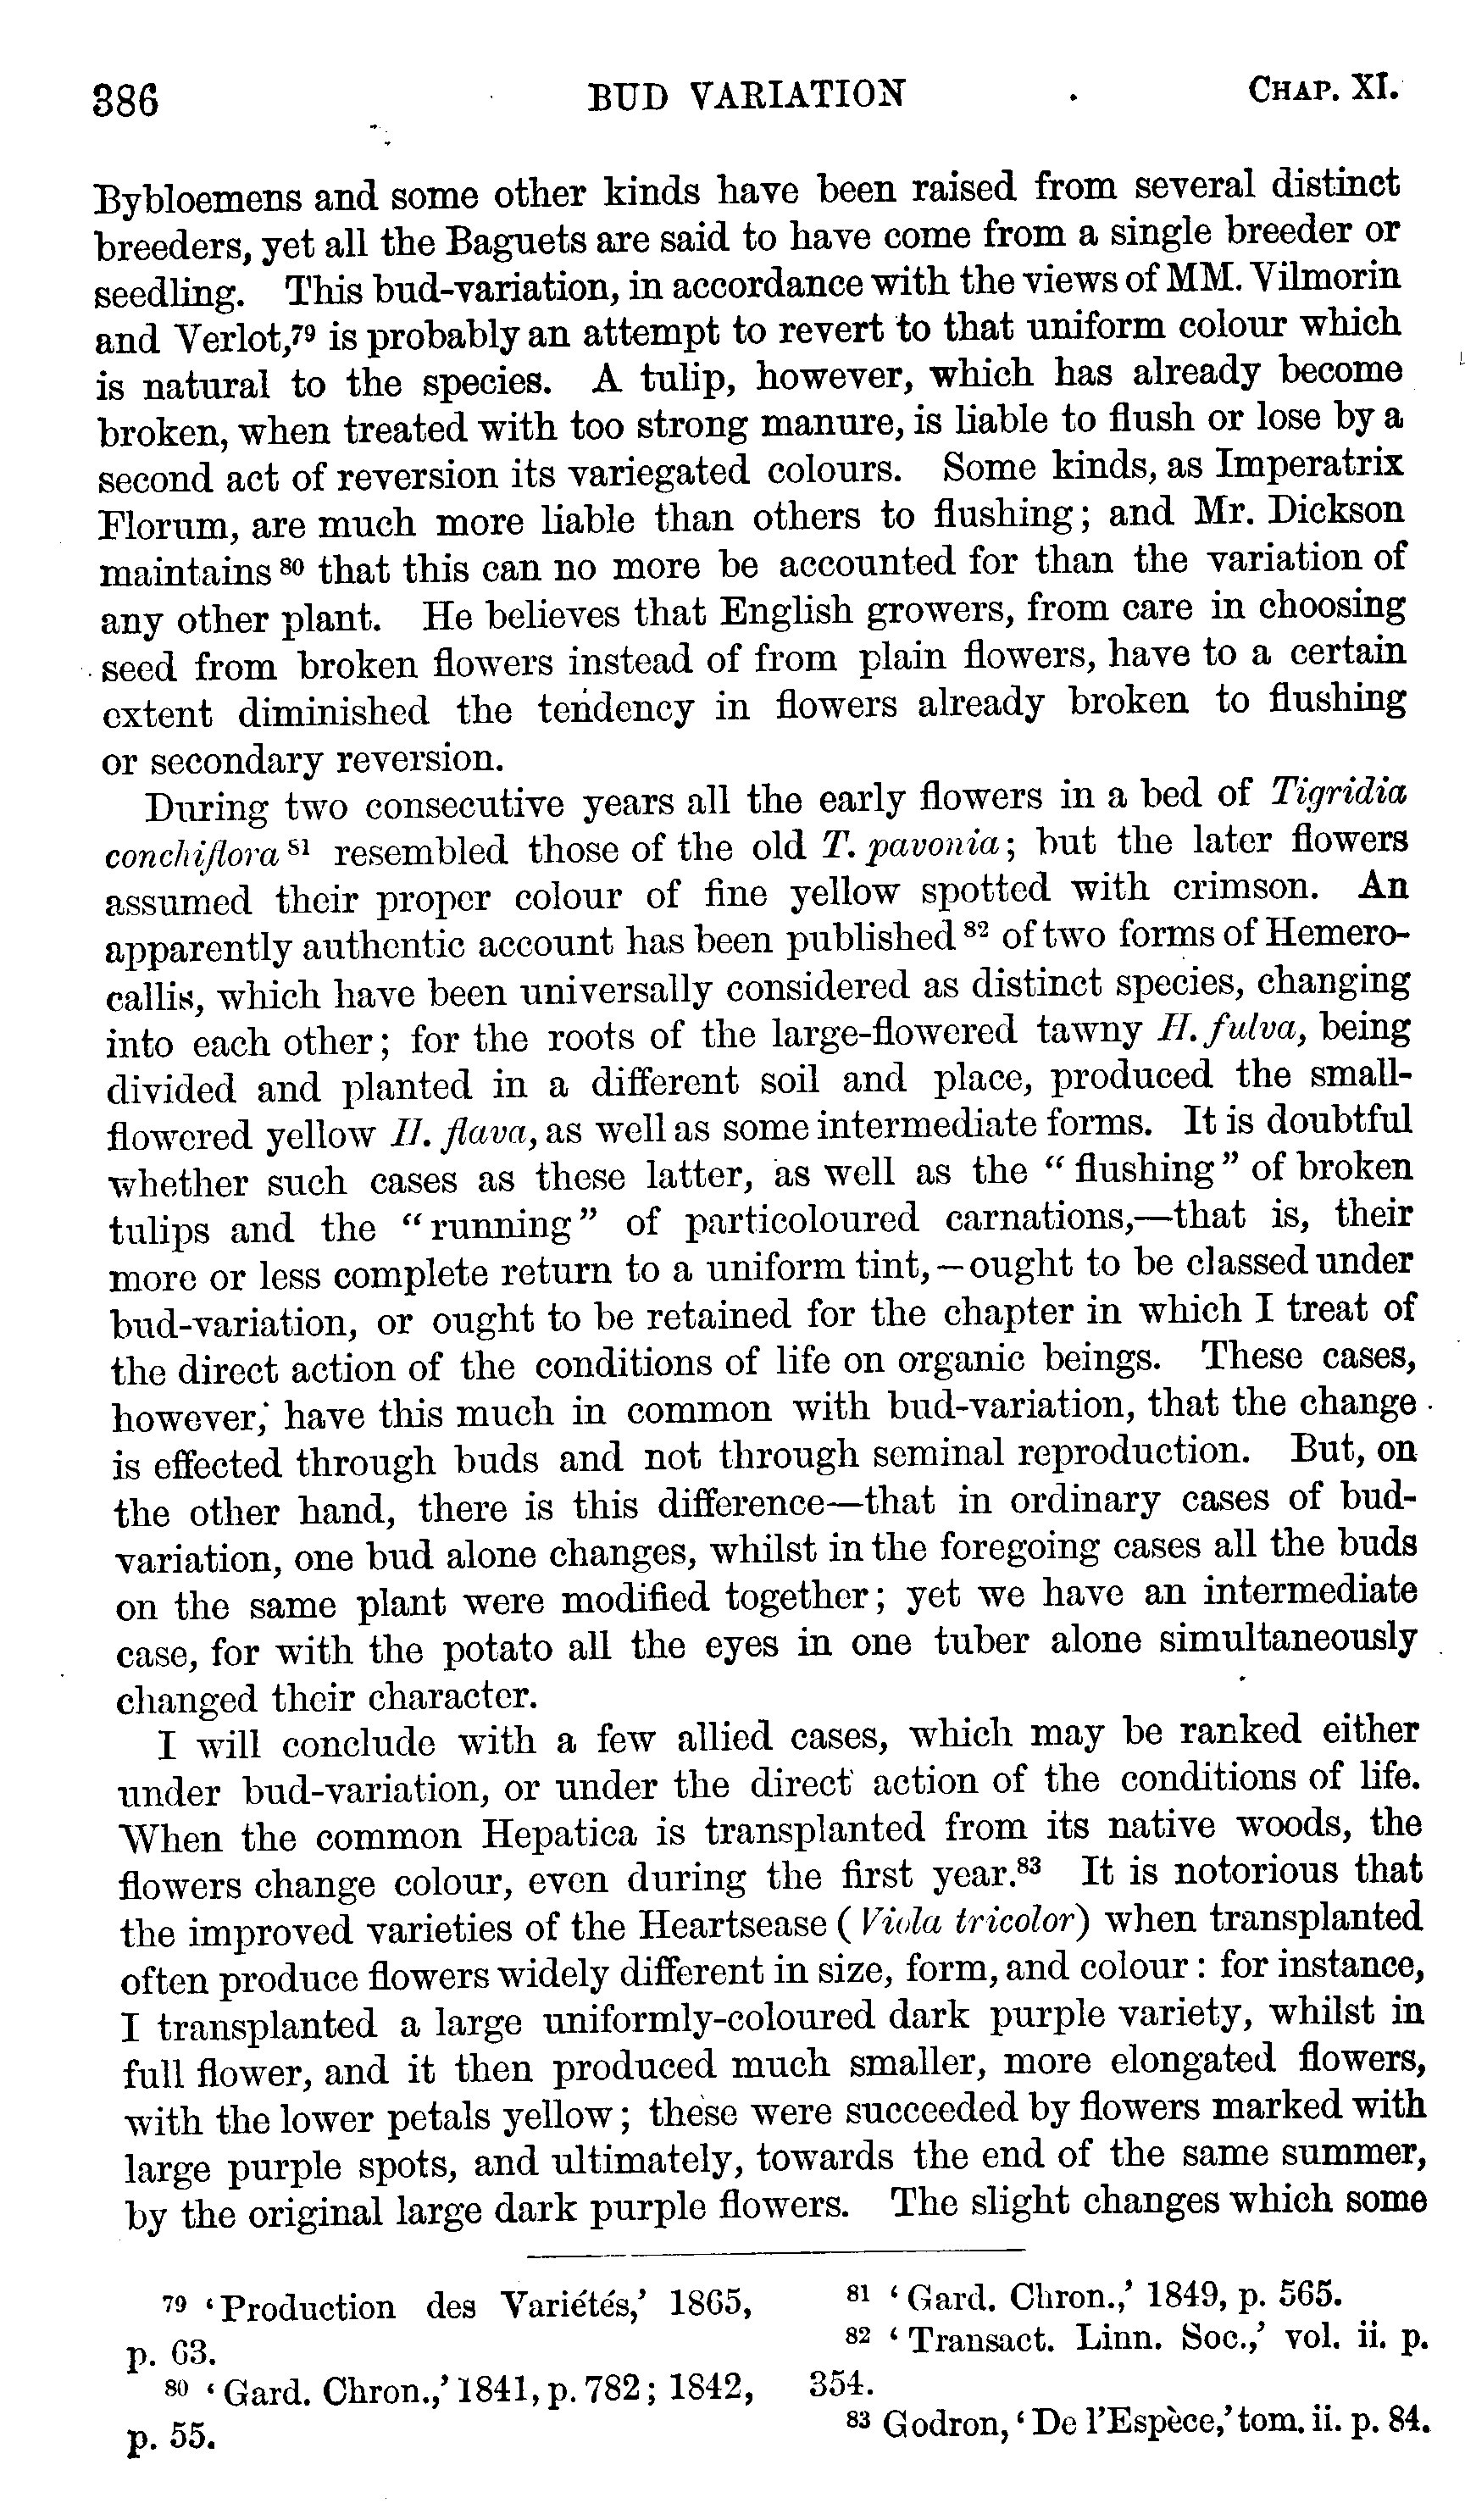 386 BUD VARIATION CHAP. XI.
Bybloemens and some other kinds have been raised from several distinct
breeders, yet all the Baguets are said to have come from a single breeder or
seedling. This bud-variation, in accordance with the views of MM. Vilmorin
and Verlot,79 is probably an attempt to revert to that uniform colour which
is natural to the species. A tulip, however, which has already become
broken, when treated with too strong manure, is liable to flush or lose by a
second act of reversion its variegated colours. Some kinds, as Imperatrix
Florum, are much more liable than others to flushing; and Mr. Dickson
maintains 80 that this can no more be accounted for than the variation of
any other plant. He believes that English growers, from care in choosing
seed from broken flowers instead of from plain flowers, have to a certain
extent diminished the tendency in flowers already broken to flushing
or secondary reversion.
During two consecutive years all the early flowers in a bed of Tigridia
conchiflora 81 resembled those of the old T. pavonia; but the later flowers
assumed their proper colour of fine yellow spotted with crimson. An
apparently authentic account has been published 82 of two forms of Hemero-
callis, which have been universally considered as distinct species, changing
into each other; for the roots of the large-flowered tawny H. fulva, being
divided and planted in a different soil and place, produced the small-
flowered yellow H. flava, as well as some intermediate forms. It is doubtful
whether such cases as these latter, as well as the “flushing” of broken
tulips and the “running” of particoloured carnations,—that is, their
more or less complete return to a uniform tint,—ought to be classed under
bud-variation, or ought to be retained for the chapter in which I treat of
the direct action of the conditions of life on organic beings. These cases,
however, have this much in common with bud-variation, that the change
is effected through buds and not through seminal reproduction. But, on
the other hand, there is this difference—that in ordinary cases of bud-
variation, one bud alone changes, whilst in the foregoing cases all the buds
on the same plant were modified together; yet we have an intermediate
case, for with the potato all the eyes in one tuber alone simultaneously
changed their character.
I will conclude with a few allied cases, which may be ranked either
under bud-variation, or under the direct action of the conditions of life.
When the common Hepatica is transplanted from its native woods, the
flowers change colour, even during the first year.83 It is notorious that
the improved varieties of the Heartsease (Viola tricolor) when transplanted
often produce flowers widely different in size, form, and colour: for instance,
I transplanted a large uniformly-coloured dark purple variety, whilst in
full flower, and it then produced much smaller, more elongated flowers,
with the lower petals yellow; these were succeeded by flowers marked with
large purple spots, and ultimately, towards the end of the same summer,
by the original large dark purple flowers. The slight changes which some
79 ‘Production des Variétés,’ 1865,
p. 63.
80 ‘Gard. Chron.,’ 1841, p. 782; 1842,
p. 55.
81 ‘Gard. Chron.,’ 1849, p. 565.
82 ‘Transact. Linn. Soc.,’ vol. ii. p.
354.
83 Godron, ‘De l’Espèce,’ tom. ii. p. 84.